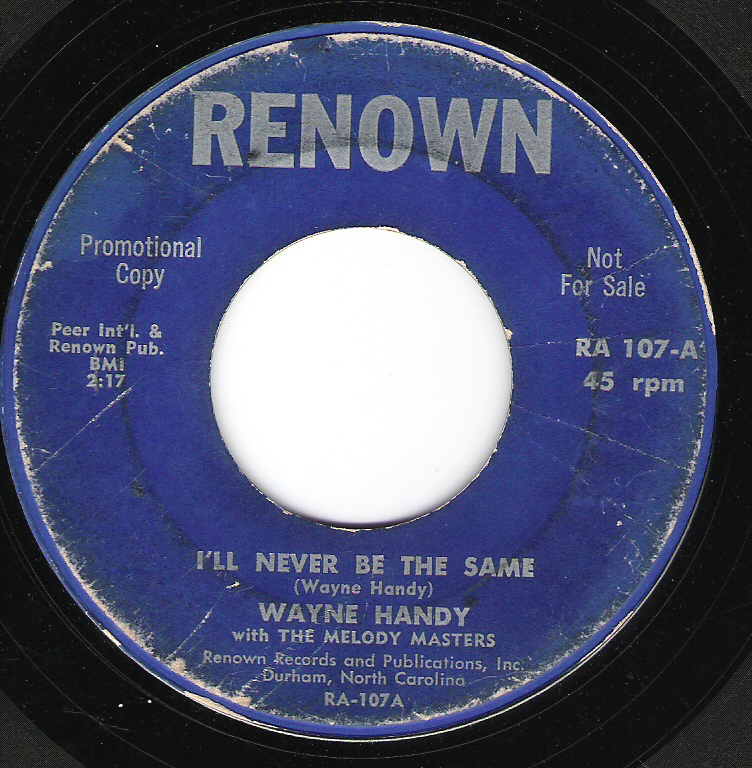 RENOWN
Promotional
Copy
Not
For Sale
Peer Int'l. &
Renown Pub.
BMI
2:17
RA 107-A
45 rpm
I'LL NEVER BE THE SAME
(Wayne Handy)
WAYNE HANDY
with THE MELODY MASTERS
Renown Records and Publications, Inc.
Durham, North Carolina
RA-107A